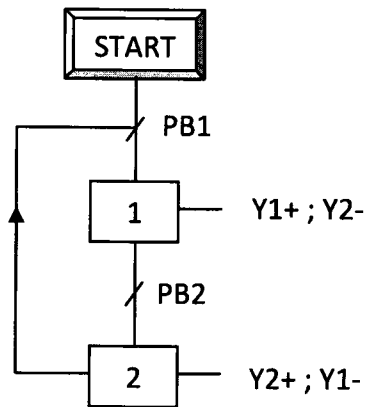 START
PB1
1
Y1+ ; Y2-
PB2
2
Y2+ ; Y1-